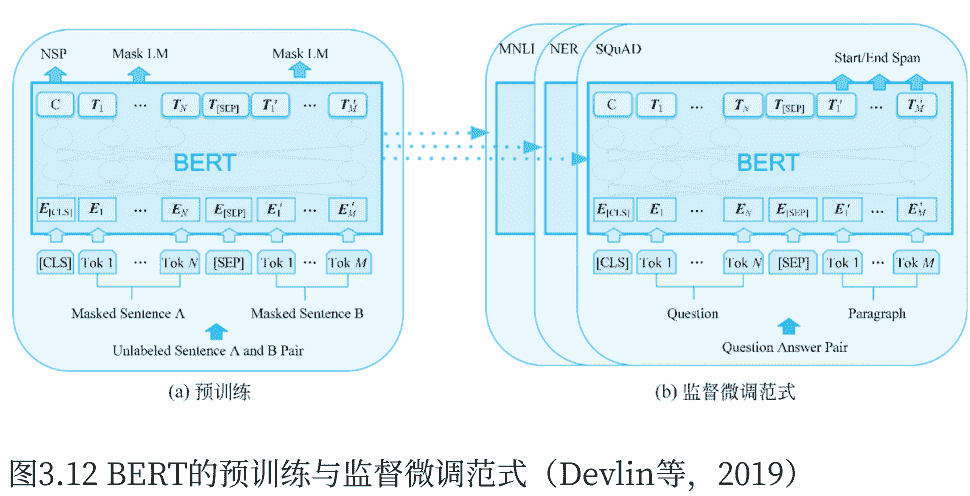 NSP Mask LM Mask LM
C T1 ... TN T[SEP] T1' ... TM'
BERT
E[CLS] E1 ... EN E[SEP] E1' ... EM'
[CLS] Tok 1 ... Tok N [SEP] Tok 1 ... Tok M
Masked Sentence A Masked Sentence B
Unlabeled Sentence A and B Pair
(a) 预训练
MNLI NER SQuAD
Start/End Span
C T1 ... TN T[SEP] T1' ... TM'
BERT
E[CLS] E1 ... EN E[SEP] E1' ... EM'
[CLS] Tok 1 ... Tok N [SEP] Tok 1 ... Tok M
Question Paragraph
Question Answer Pair
(b) 监督微调范式
图3.12 BERT的预训练与监督微调范式（Devlin等，2019）